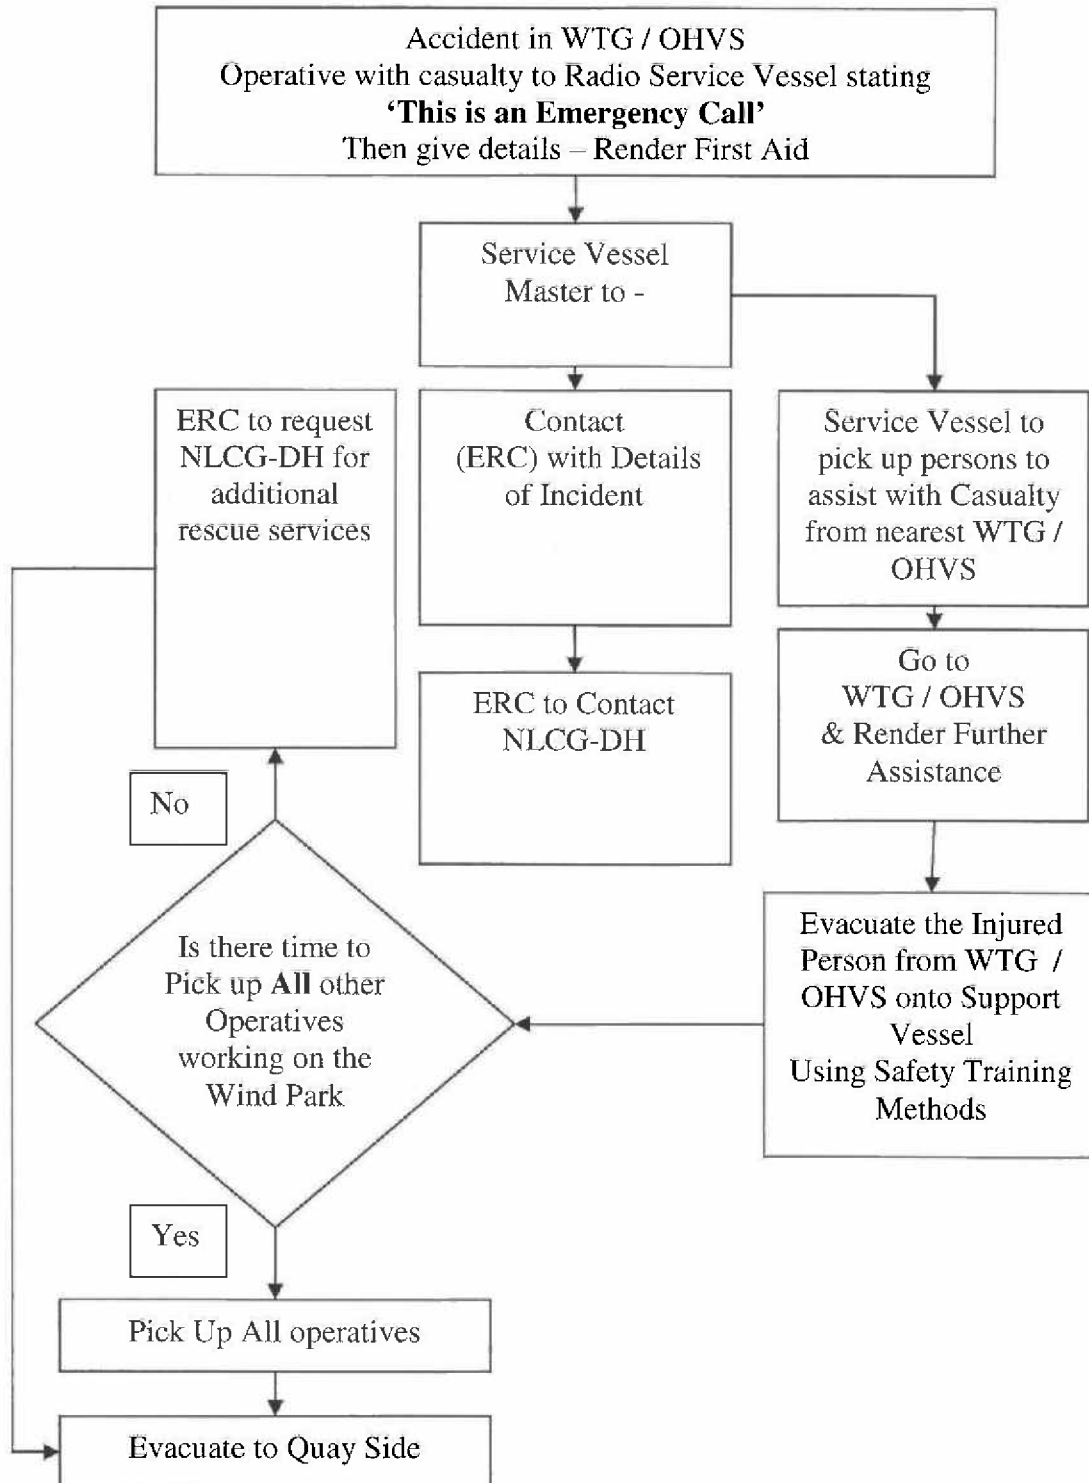 Accident in WTG / OHVS
Operative with casualty to Radio Service Vessel stating
‘This is an Emergency Call’
Then give details – Render First Aid
Service Vessel
Master to -
ERC to request
NLCG-DH for
additional
rescue services
Contact
(ERC) with Details
of Incident
Service Vessel to
pick up persons to
assist with Casualty
from nearest WTG /
OHVS
ERC to Contact
NLCG-DH
Go to
WTG / OHVS
& Render Further
Assistance
No
Is there time to
Pick up All other
Operatives
working on the
Wind Park
Evacuate the Injured
Person from WTG /
OHVS onto Support
Vessel
Using Safety Training
Methods
Yes
Pick Up All operatives
Evacuate to Quay Side